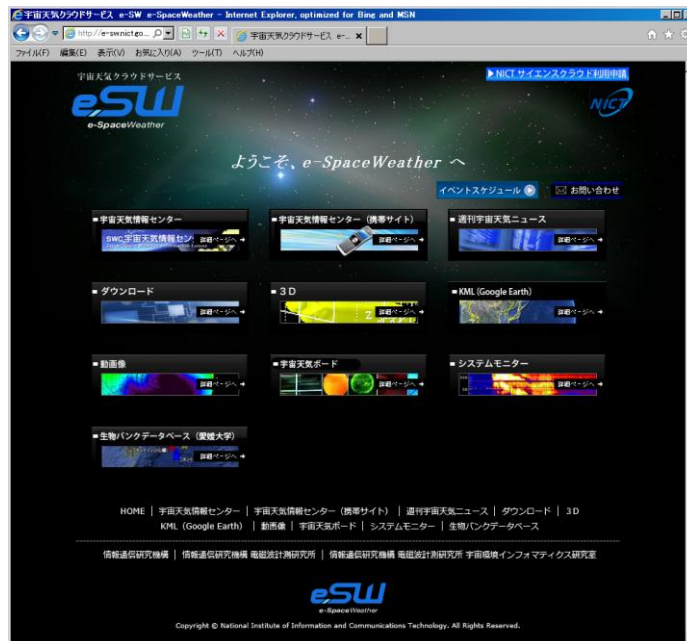 宇宙天気クラウドサービス e-SW e-SpaceWeather - Internet Explorer, optimized for Bing and MSN
http://e-sw.nict.go...
宇宙天気クラウドサービス e-...
ファイル(F) 編集(E) 表示(V) お気に入り(A) ツール(T) ヘルプ(H)
宇宙天気クラウドサービス
▶NICT サイエンスクラウド利用申請
eSW
e-SpaceWeather
NICT
ようこそ、e-SpaceWeather へ
イベントスケジュール
お問い合わせ
宇宙天気情報センター
宇宙天気情報センター（携帯サイト）
週刊宇宙天気ニュース
SWC宇宙天気情報セン
詳細ページへ
詳細ページへ
詳細ページへ
ダウンロード
3D
KML (Google Earth)
詳細ページへ
Z
詳細ページへ
詳細ページへ
動画像
宇宙天気ボード
システムモニター
詳細ページへ
詳細ページへ
詳細ページへ
生物バンクデータベース（愛媛大学）
詳細ページへ
HOME | 宇宙天気情報センター | 宇宙天気情報センター（携帯サイト） | 週刊宇宙天気ニュース | ダウンロード | 3D
KML (Google Earth) | 動画像 | 宇宙天気ボード | システムモニター | 生物バンクデータベース
情報通信研究機構 | 情報通信研究機構 電磁波計測研究所 | 情報通信研究機構 電磁波計測研究所 宇宙環境インフォマティクス研究室
eSW
e-SpaceWeather
Copyright © National Institute of Information and Communications Technology. All Rights Reserved.